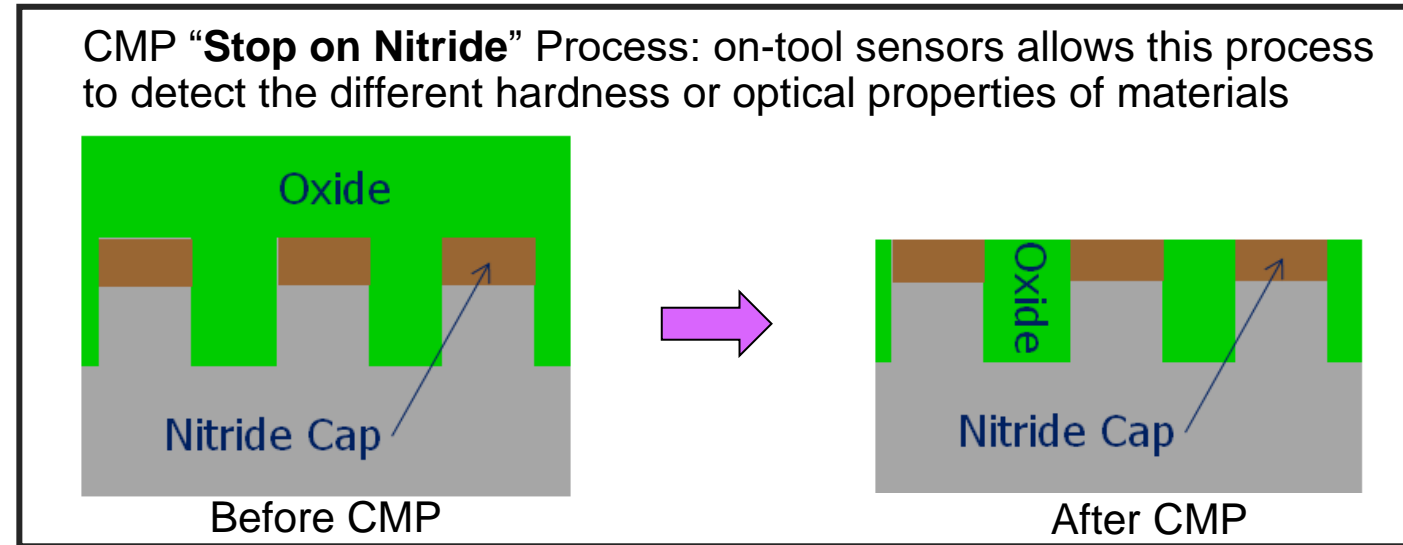 CMP “Stop on Nitride” Process: on-tool sensors allows this process
to detect the different hardness or optical properties of materials
Oxide
Nitride Cap
Before CMP
Oxide
Nitride Cap
After CMP